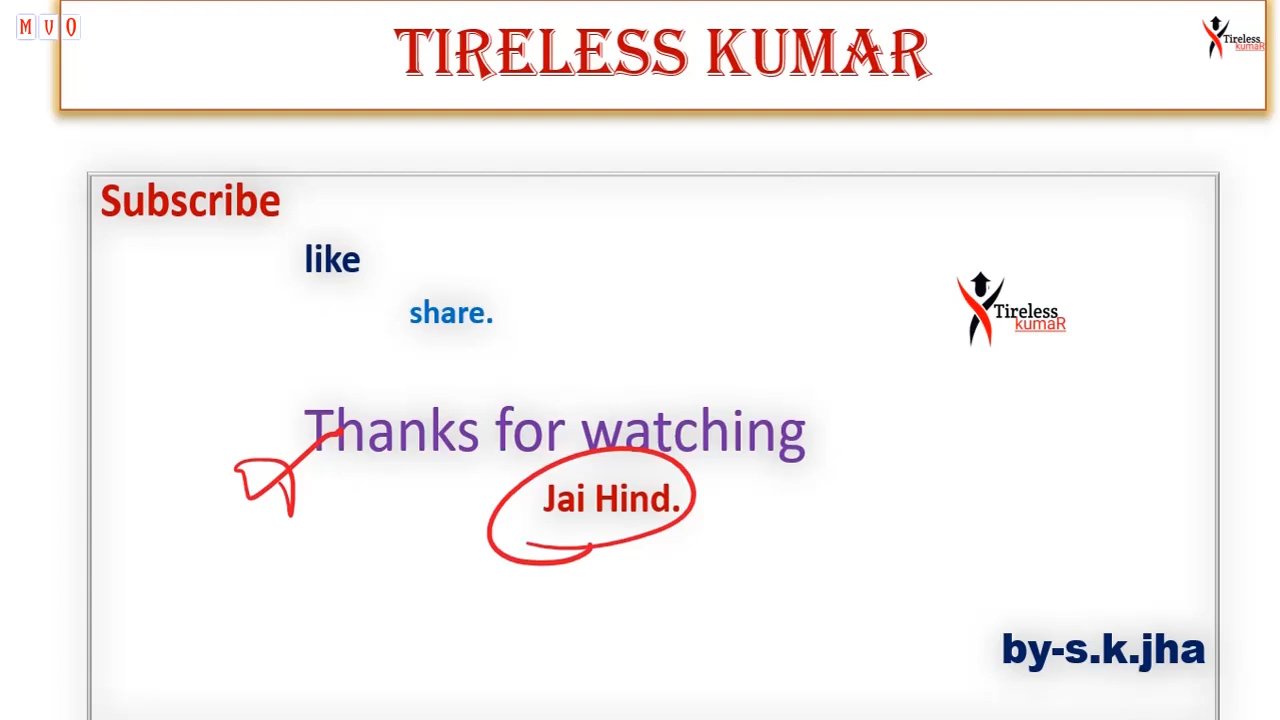 M V O
TIRELESS KUMAR
Tireless
kumaR
Subscribe
like
share.
Tireless
kumaR
Thanks for watching
Jai Hind.
by-s.k.jha